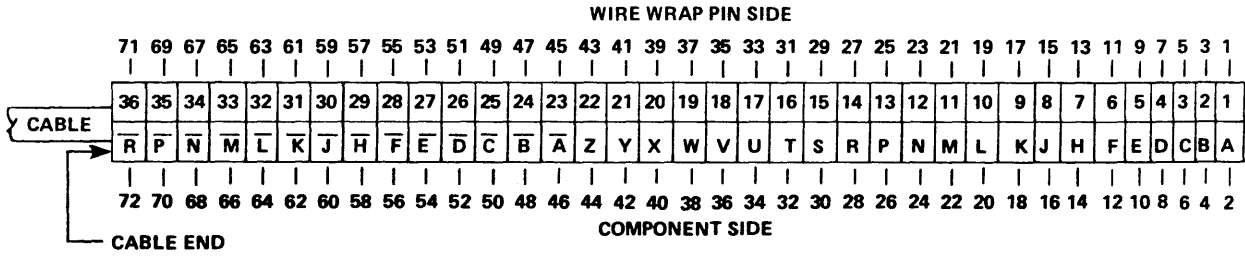 WIRE WRAP PIN SIDE
71 69 67 65 63 61 59 57 55 53 51 49 47 45 43 41 39 37 35 33 31 29 27 25 23 21 19 17 15 13 11 9 7 5 3 1
36 35 34 33 32 31 30 29 28 27 26 25 24 23 22 21 20 19 18 17 16 15 14 13 12 11 10 9 8 7 6 5 4 3 2 1
CABLE
R̅ P̅ N̅ M̅ L̅ K̅ J̅ H̅ F̅ E̅ D̅ C̅ B̅ A̅ Z Y X W V U T S R P N M L K J H F E D C B A
72 70 68 66 64 62 60 58 56 54 52 50 48 46 44 42 40 38 36 34 32 30 28 26 24 22 20 18 16 14 12 10 8 6 4 2
COMPONENT SIDE
CABLE END